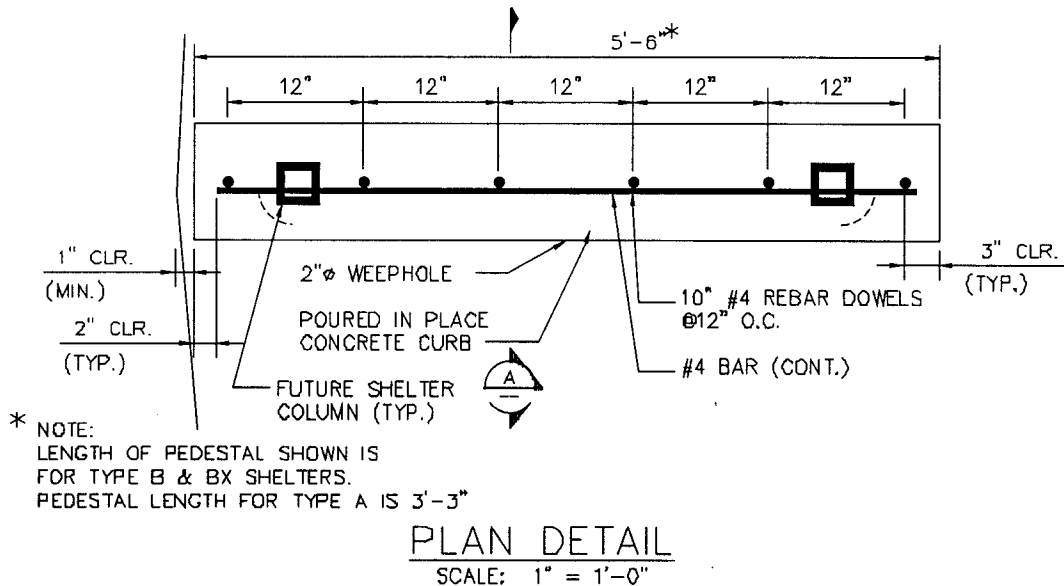 5'-6"*
12" 12" 12" 12" 12"
1" CLR.
(MIN.)
2" CLR.
(TYP.)
2"ø WEEPHOLE
POURED IN PLACE
CONCRETE CURB
FUTURE SHELTER
COLUMN (TYP.)
A
3" CLR.
(TYP.)
10" #4 REBAR DOWELS
@12" O.C.
#4 BAR (CONT.)
* NOTE:
LENGTH OF PEDESTAL SHOWN IS
FOR TYPE B & BX SHELTERS.
PEDESTAL LENGTH FOR TYPE A IS 3'-3"
PLAN DETAIL
SCALE: 1" = 1'-0"